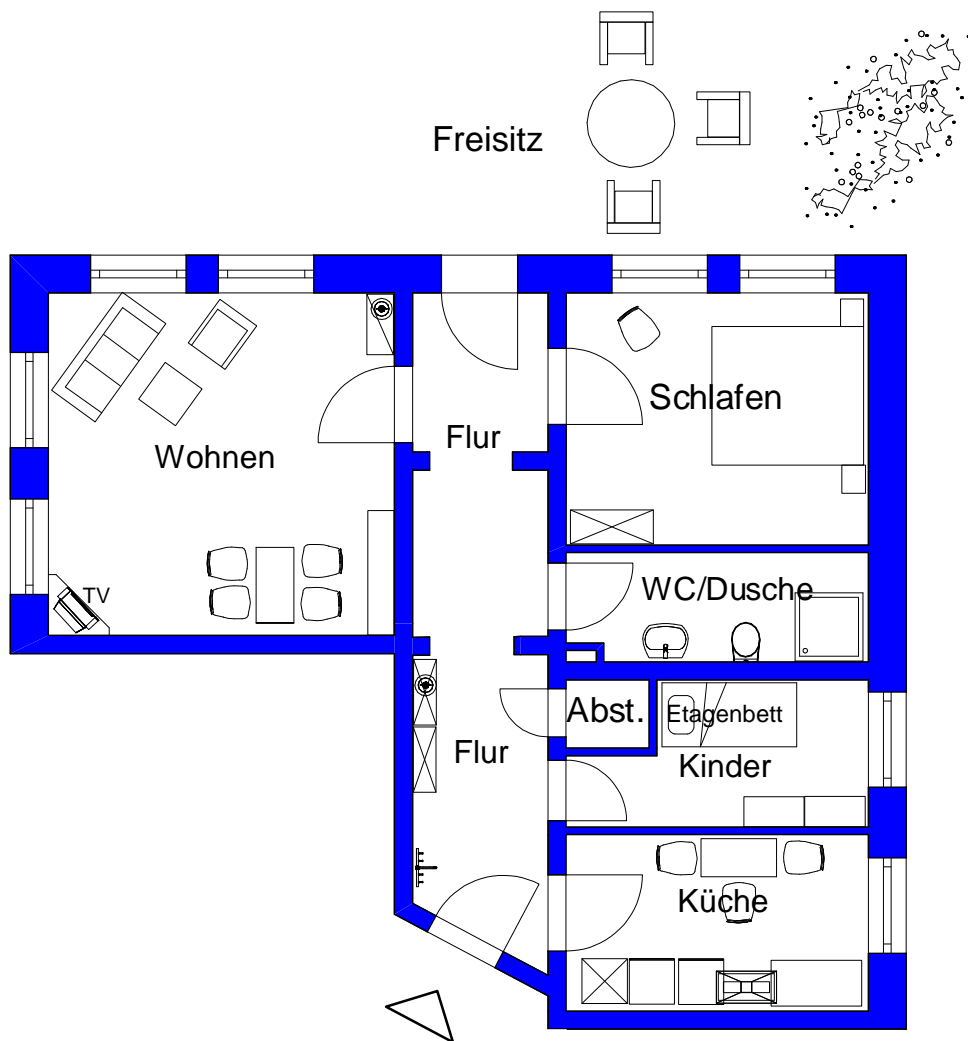 Freisitz
Schlafen
Flur
Wohnen
WC/Dusche
TV
Abst.
Etagenbett
Flur
Kinder
Küche